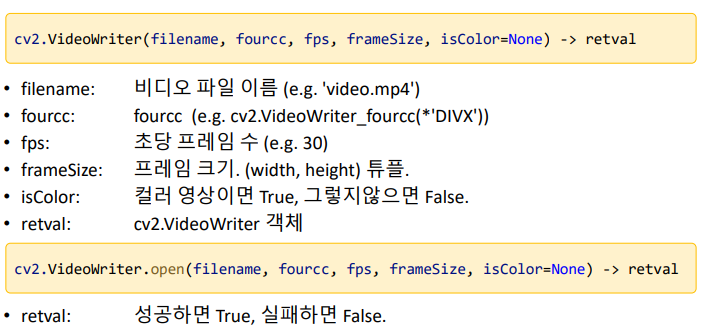 cv2.VideoWriter(filename, fourcc, fps, frameSize, isColor=None) -> retval
• filename: 비디오 파일 이름 (e.g. 'video.mp4')
• fourcc: fourcc (e.g. cv2.VideoWriter_fourcc(*'DIVX'))
• fps: 초당 프레임 수 (e.g. 30)
• frameSize: 프레임 크기. (width, height) 튜플.
• isColor: 컬러 영상이면 True, 그렇지않으면 False.
• retval: cv2.VideoWriter 객체
cv2.VideoWriter.open(filename, fourcc, fps, frameSize, isColor=None) -> retval
• retval: 성공하면 True, 실패하면 False.